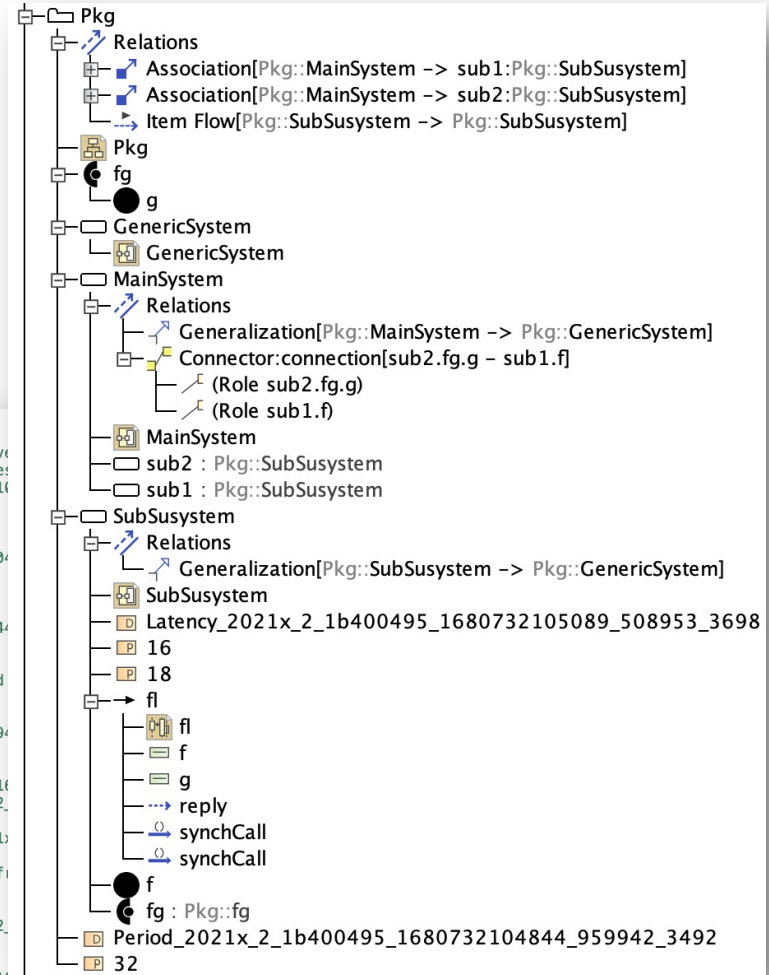 Pkg
Relations
Association[Pkg::MainSystem -> sub1:Pkg::SubSusystem]
Association[Pkg::MainSystem -> sub2:Pkg::SubSusystem]
Item Flow[Pkg::SubSusystem -> Pkg::SubSusystem]
Pkg
fg
g
GenericSystem
GenericSystem
MainSystem
Relations
Generalization[Pkg::MainSystem -> Pkg::GenericSystem]
Connector:connection[sub2.fg.g - sub1.f]
(Role sub2.fg.g)
(Role sub1.f)
MainSystem
sub2 : Pkg::SubSusystem
sub1 : Pkg::SubSusystem
SubSusystem
Relations
Generalization[Pkg::SubSusystem -> Pkg::GenericSystem]
SubSusystem
D Latency_2021x_2_1b400495_1680732105089_508953_3698
P 16
P 18
fl
fl
f
g
reply
synchCall
synchCall
f
fg : Pkg::fg
D Period_2021x_2_1b400495_1680732104844_959942_3492
P 32